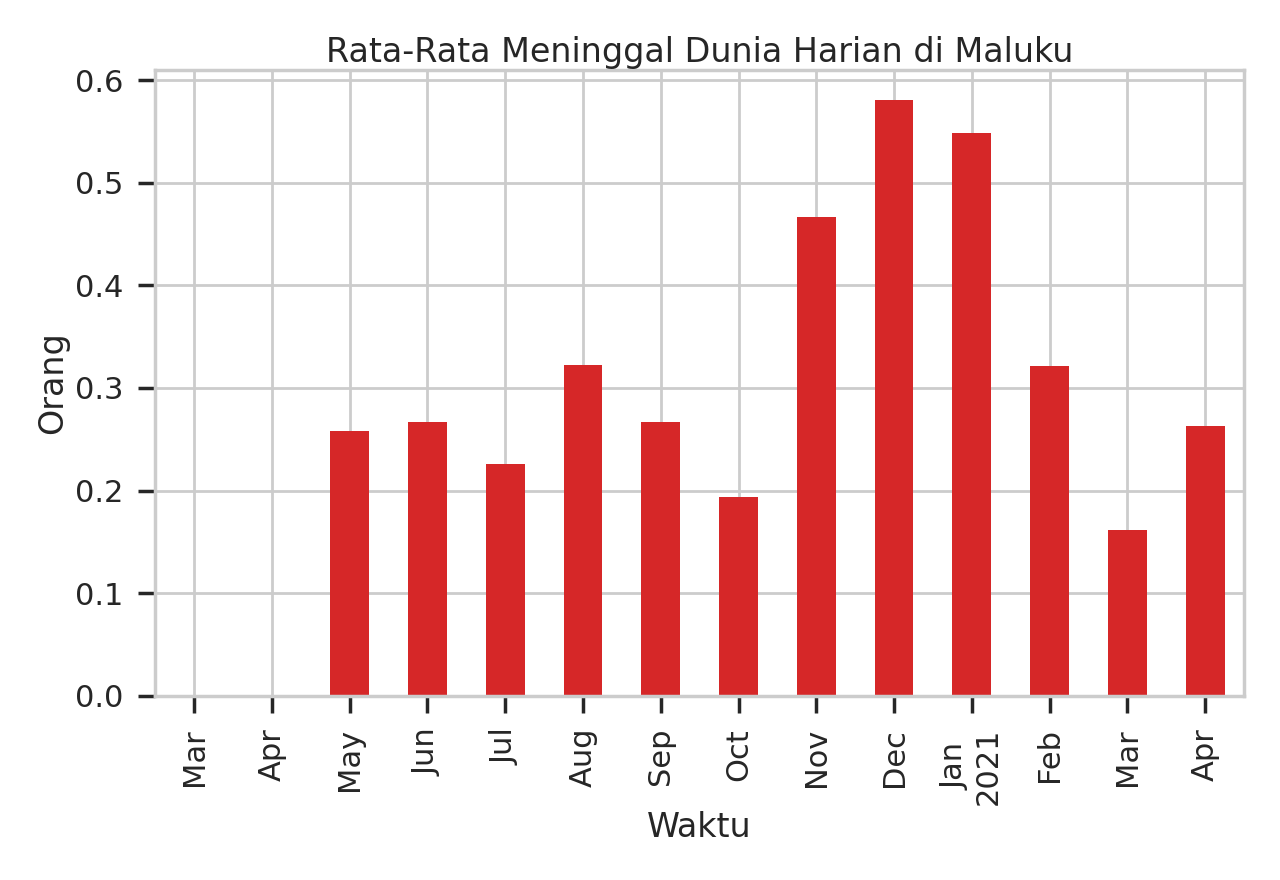 Rata-Rata Meninggal Dunia Harian di Maluku
0.6
0.5
0.4
0.3
0.2
0.1
0.0
Orang
Mar
Apr
May
Jun
Jul
Aug
Sep
Oct
Nov
Dec
Jan
2021
Feb
Mar
Apr
Waktu